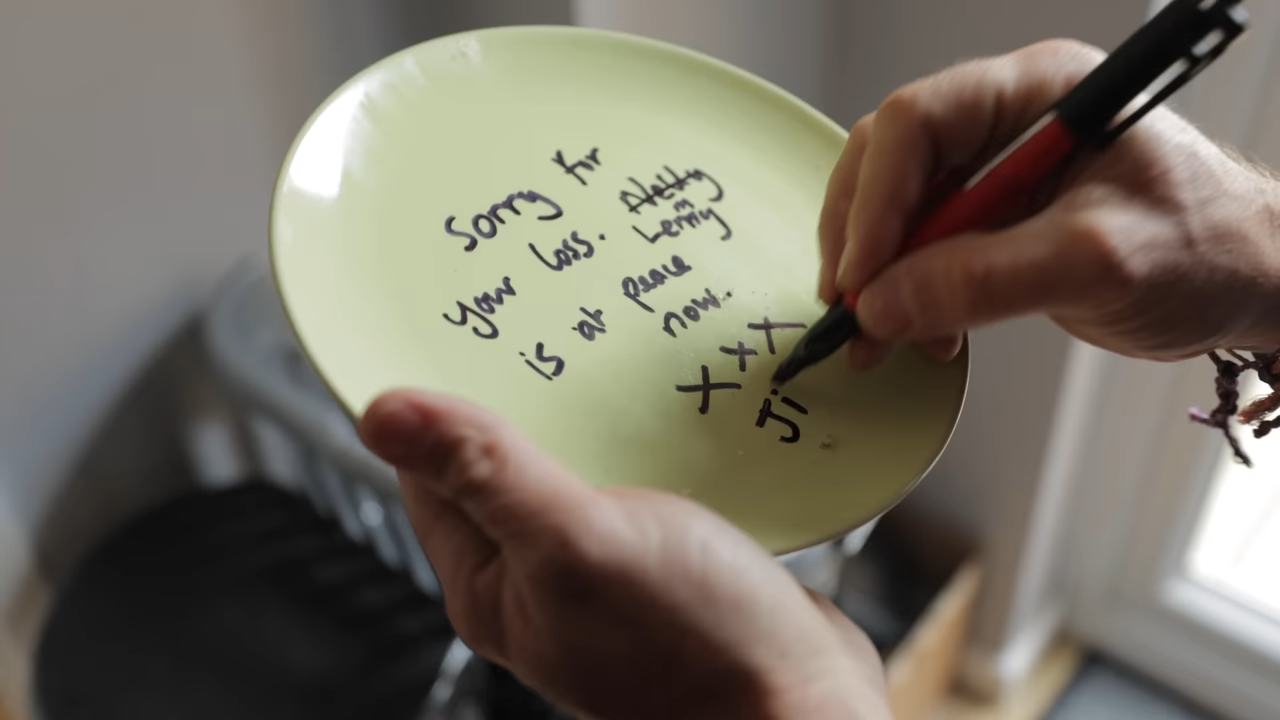 Sorry for
your loss. Lenny
is at peace
now.
x x x
Ji